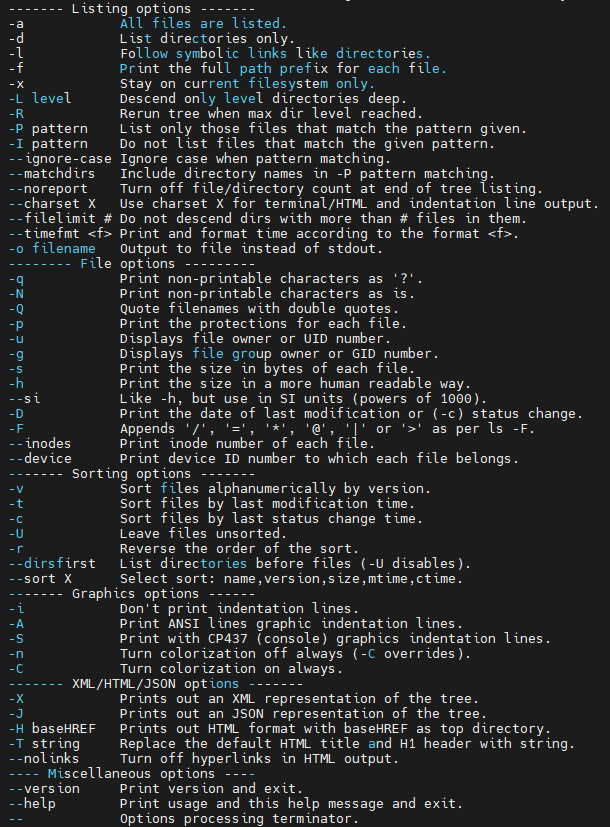 ------- Listing options -------
-a            All files are listed.
-d            List directories only.
-l            Follow symbolic links like directories.
-f            Print the full path prefix for each file.
-x            Stay on current filesystem only.
-L level      Descend only level directories deep.
-R            Rerun tree when max dir level reached.
-P pattern    List only those files that match the pattern given.
-I pattern    Do not list files that match the given pattern.
--ignore-case Ignore case when pattern matching.
--matchdirs   Include directory names in -P pattern matching.
--noreport    Turn off file/directory count at end of tree listing.
--charset X   Use charset X for terminal/HTML and indentation line output.
--filelimit # Do not descend dirs with more than # files in them.
--timefmt <f> Print and format time according to the format <f>.
-o filename   Output to file instead of stdout.
-------- File options ---------
-q            Print non-printable characters as '?'.
-N            Print non-printable characters as is.
-Q            Quote filenames with double quotes.
-p            Print the protections for each file.
-u            Displays file owner or UID number.
-g            Displays file group owner or GID number.
-s            Print the size in bytes of each file.
-h            Print the size in a more human readable way.
--si          Like -h, but use in SI units (powers of 1000).
-D            Print the date of last modification or (-c) status change.
-F            Appends '/', '=', '*', '@', '|' or '>' as per ls -F.
--inodes      Print inode number of each file.
--device      Print device ID number to which each file belongs.
------- Sorting options -------
-v            Sort files alphanumerically by version.
-t            Sort files by last modification time.
-c            Sort files by last status change time.
-U            Leave files unsorted.
-r            Reverse the order of the sort.
--dirsfirst   List directories before files (-U disables).
--sort X      Select sort: name,version,size,mtime,ctime.
------- Graphics options ------
-i            Don't print indentation lines.
-A            Print ANSI lines graphic indentation lines.
-S            Print with CP437 (console) graphics indentation lines.
-n            Turn colorization off always (-C overrides).
-C            Turn colorization on always.
------- XML/HTML/JSON options -------
-X            Prints out an XML representation of the tree.
-J            Prints out an JSON representation of the tree.
-H baseHREF   Prints out HTML format with baseHREF as top directory.
-T string     Replace the default HTML title and H1 header with string.
--nolinks     Turn off hyperlinks in HTML output.
---- Miscellaneous options ----
--version     Print version and exit.
--help        Print usage and this help message and exit.
--            Options processing terminator.